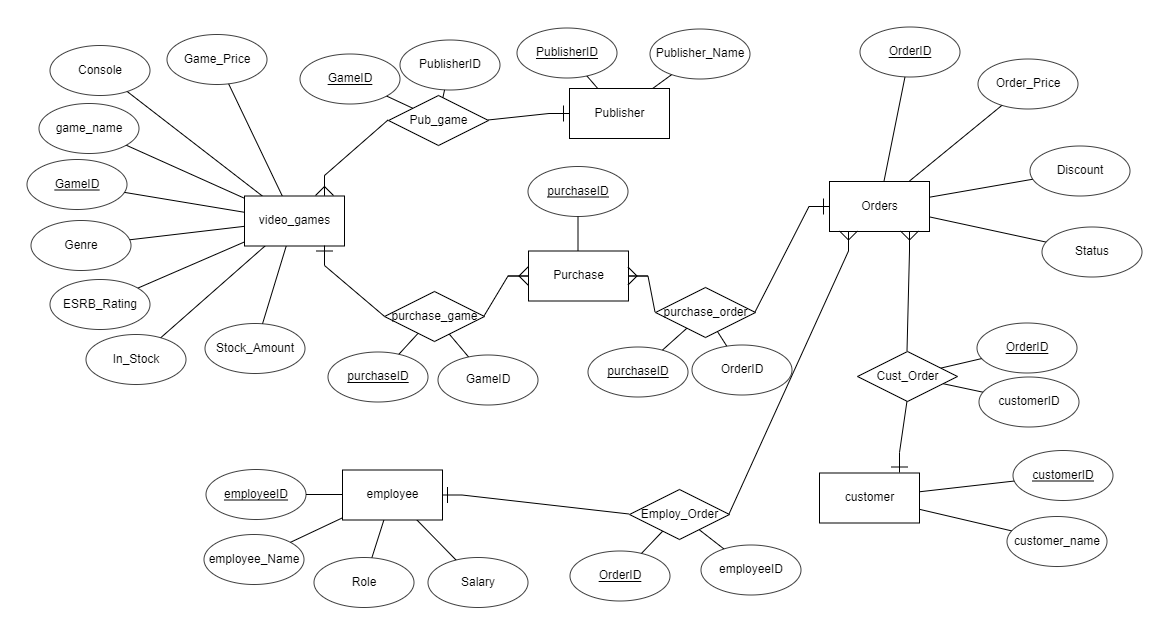 Console
Game_Price
game_name
GameID
Genre
ESRB_Rating
In_Stock
Stock_Amount
video_games
GameID
PublisherID
Pub_game
PublisherID
Publisher_Name
Publisher
purchaseID
Purchase
purchase_game
purchaseID
GameID
purchase_order
purchaseID
OrderID
OrderID
Order_Price
Discount
Status
Orders
Cust_Order
OrderID
customerID
customer
customerID
customer_name
employeeID
employee
employee_Name
Role
Salary
Employ_Order
OrderID
employeeID